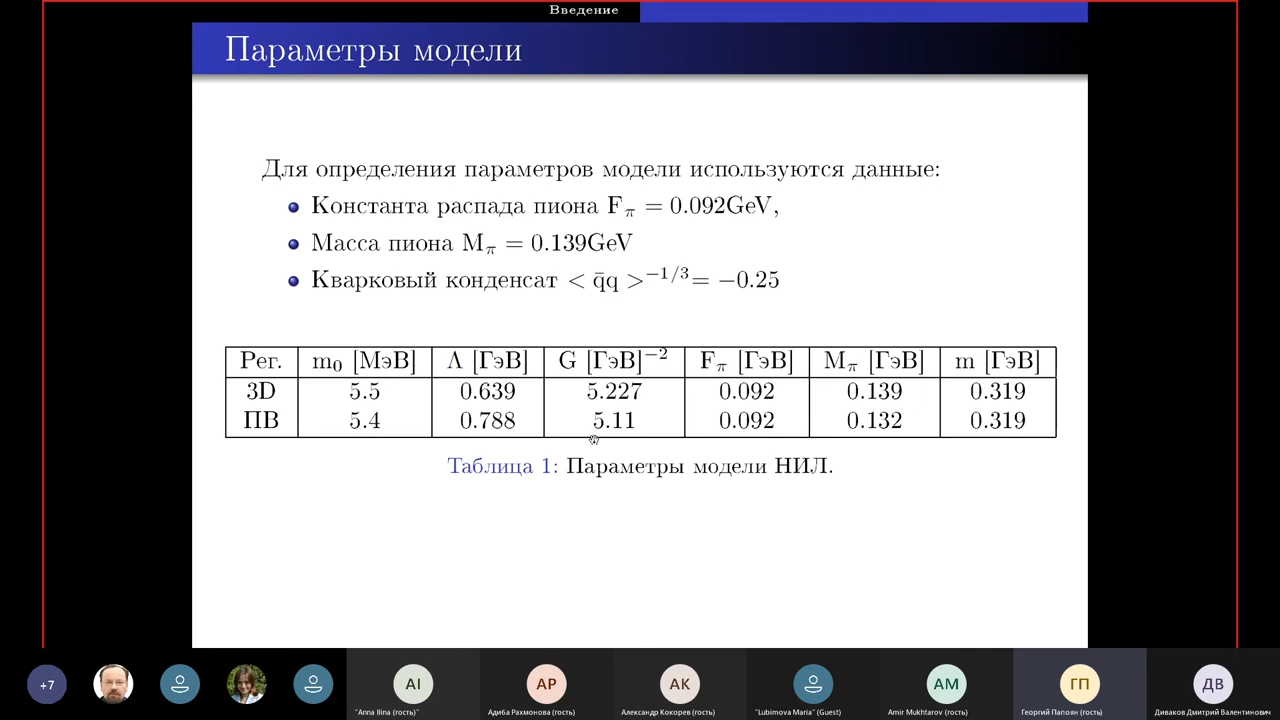 Введение
Параметры модели
Для определения параметров модели используются данные:
Константа распада пиона F_π = 0.092GeV,
Масса пиона M_π = 0.139GeV
Кварковый конденсат < q̄q >^{−1/3} = −0.25
Рег. m_0 [МэВ] Λ [ГэВ] G [ГэВ]^{−2} F_π [ГэВ] M_π [ГэВ] m [ГэВ]
3D 5.5 0.639 5.227 0.092 0.139 0.319
ПВ 5.4 0.788 5.11 0.092 0.132 0.319
Таблица 1: Параметры модели НИЛ.
+7 AI AP AK AM ГП ДВ
"Anna Ilina (гость)" Адиба Рахмонова (гость) Александр Кокорев (гость) "Lubimova Maria" (Guest) Amir Mukhtarov (гость) Георгий Папоян (гость) Диваков Дмитрий Валентинович